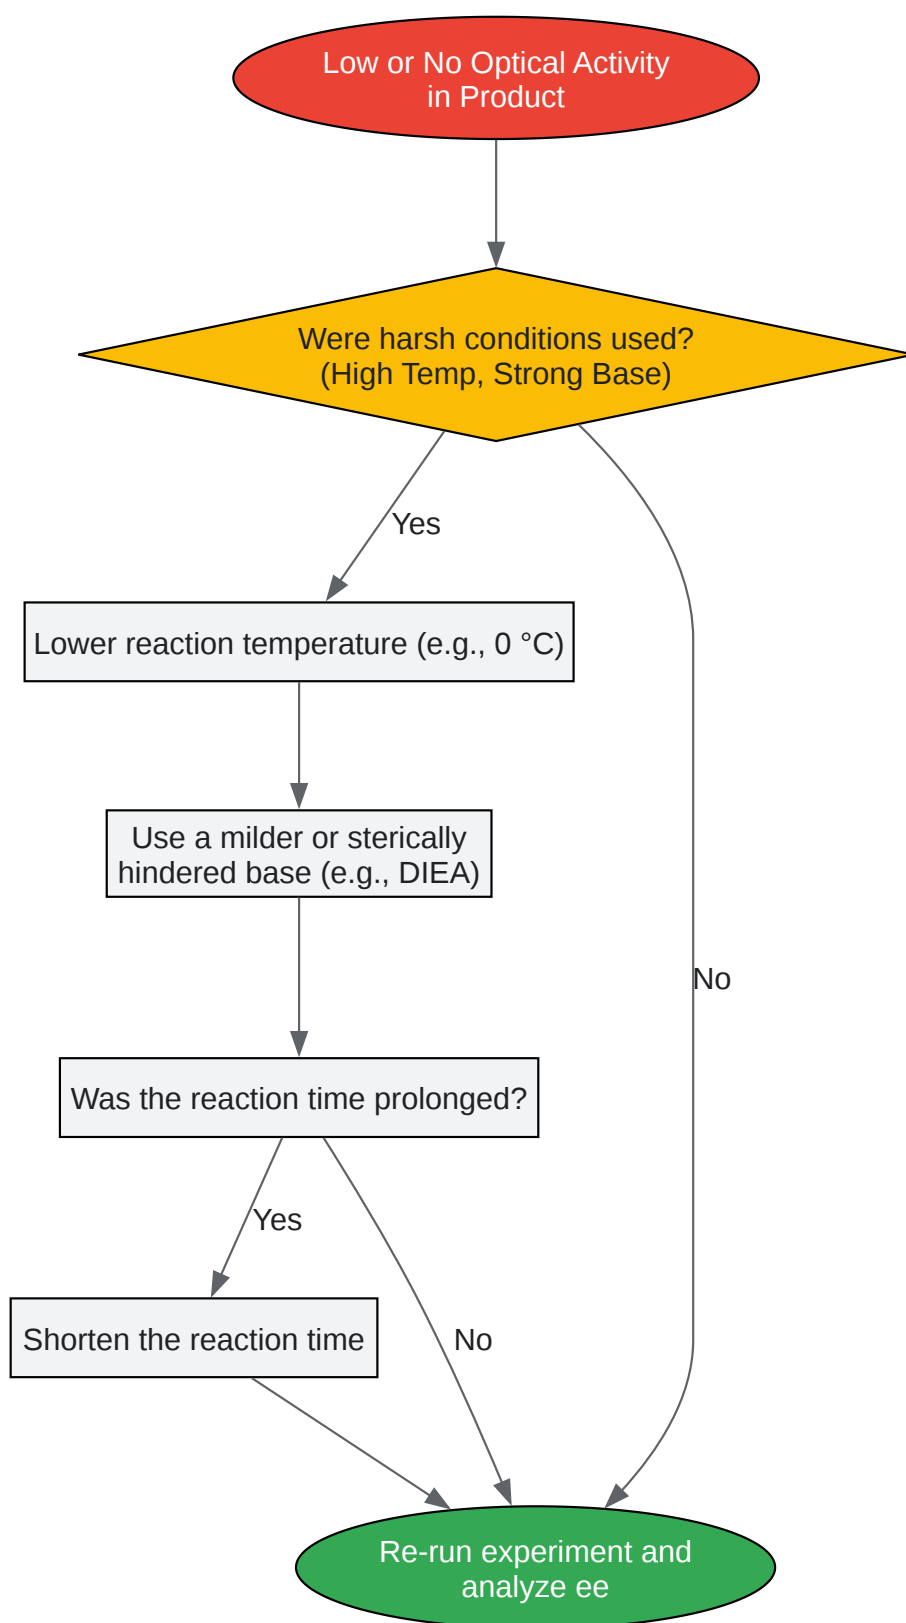 Low or No Optical Activity
in Product
Were harsh conditions used?
(High Temp, Strong Base)
Yes
Lower reaction temperature (e.g., 0 °C)
Use a milder or sterically
hindered base (e.g., DIEA)
No
Was the reaction time prolonged?
Yes
Shorten the reaction time
No
Re-run experiment and
analyze ee